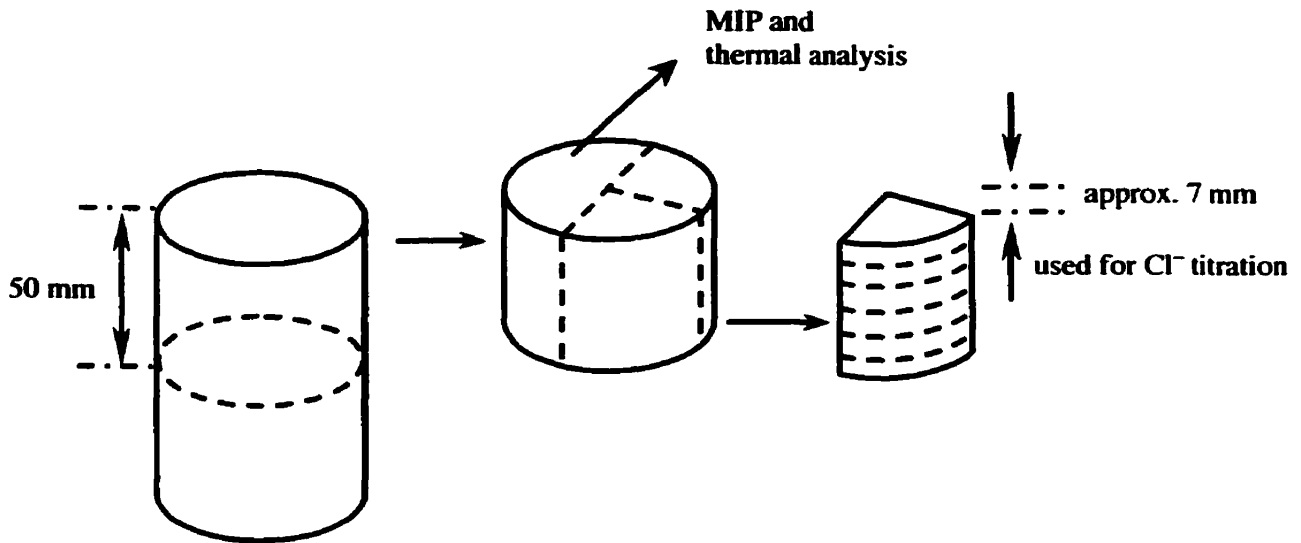 MIP and
thermal analysis
50 mm
approx. 7 mm
used for Cl⁻ titration